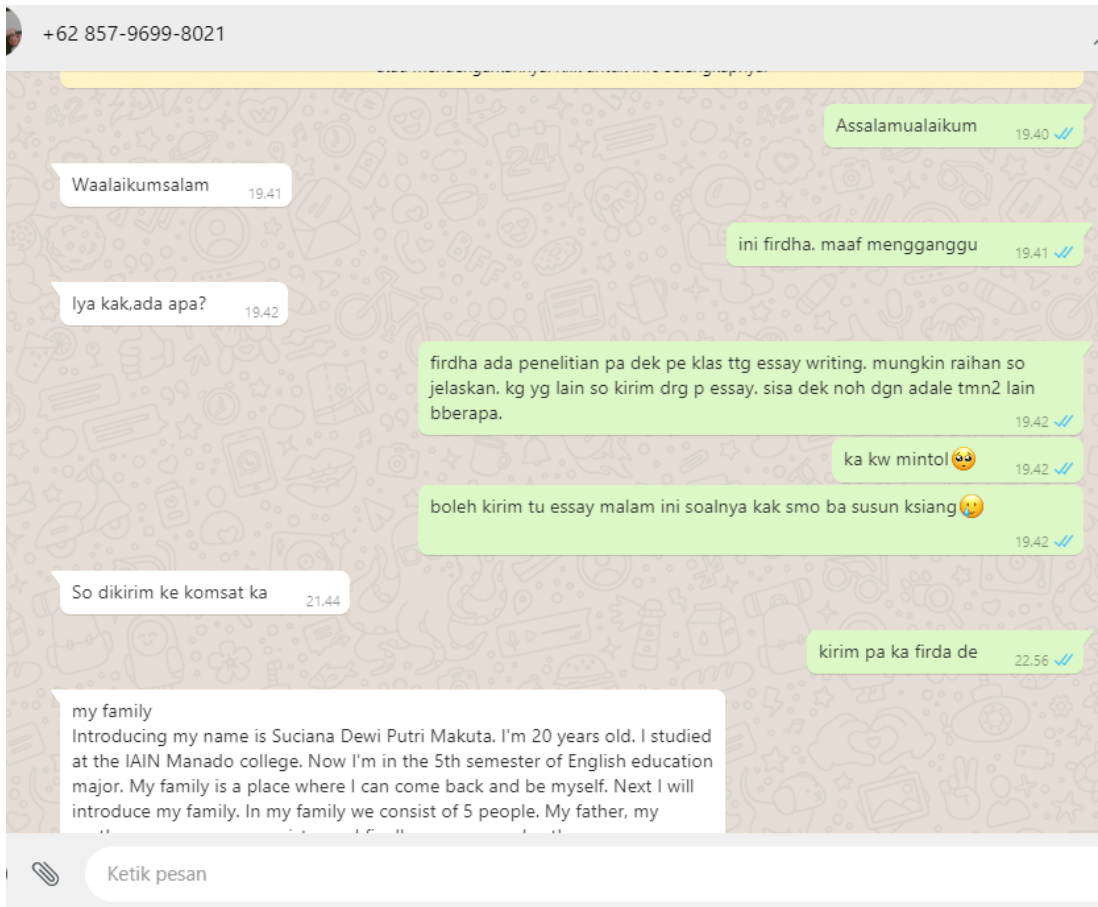 +62 857-9699-8021
Assalamualaikum
19.40
Waalaikumsalam
19.41
ini firdha. maaf mengganggu
19.41
Iya kak,ada apa?
19.42
firdha ada penelitian pa dek pe klas ttg essay writing. mungkin raihan so
jelaskan. kg yg lain so kirim drg p essay. sisa dek noh dgn adale tmn2 lain
bberapa.
19.42
ka kw mintol🥺
19.42
boleh kirim tu essay malam ini soalnya kak smo ba susun ksiang🥲
19.42
So dikirim ke komsat ka
21.44
kirim pa ka firda de
22.56
my family
Introducing my name is Suciana Dewi Putri Makuta. I'm 20 years old. I studied
at the IAIN Manado college. Now I'm in the 5th semester of English education
major. My family is a place where I can come back and be myself. Next I will
introduce my family. In my family we consist of 5 people. My father, my
Ketik pesan